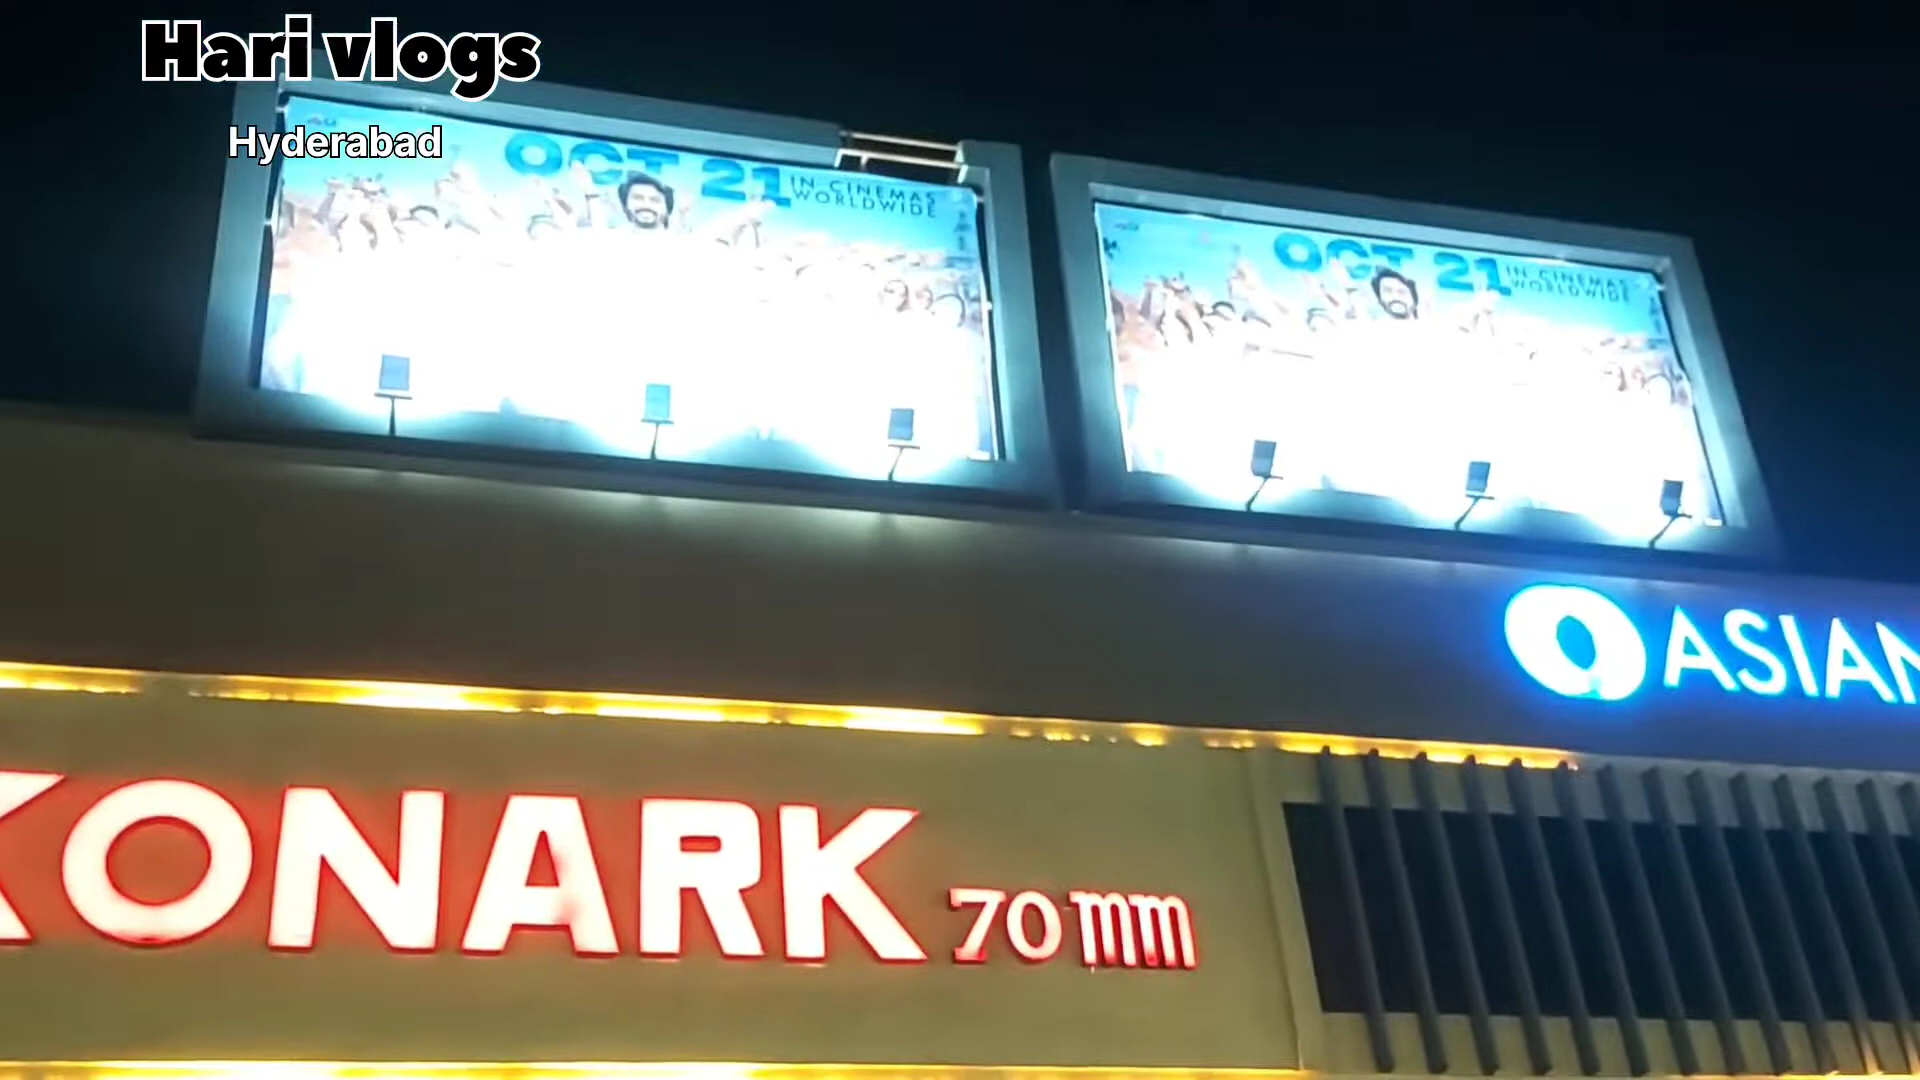 Hari vlogs
Hyderabad
OCT 21 IN CINEMAS
WORLDWIDE
OCT 21 IN CINEMAS
WORLDWIDE
ASIAN
KONARK 70mm